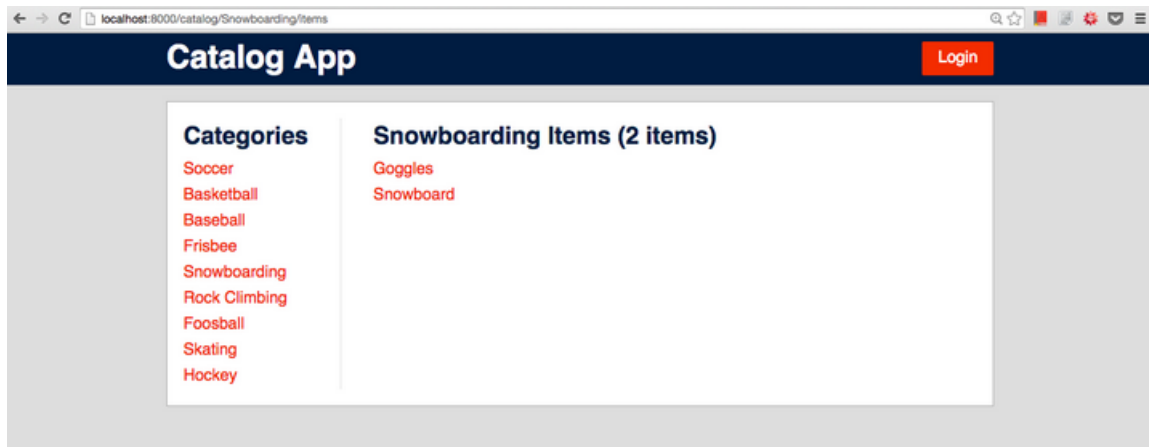 localhost:8000/catalog/Snowboarding/items
Catalog App
Login
Categories
Soccer
Basketball
Baseball
Frisbee
Snowboarding
Rock Climbing
Foosball
Skating
Hockey
Snowboarding Items (2 items)
Goggles
Snowboard